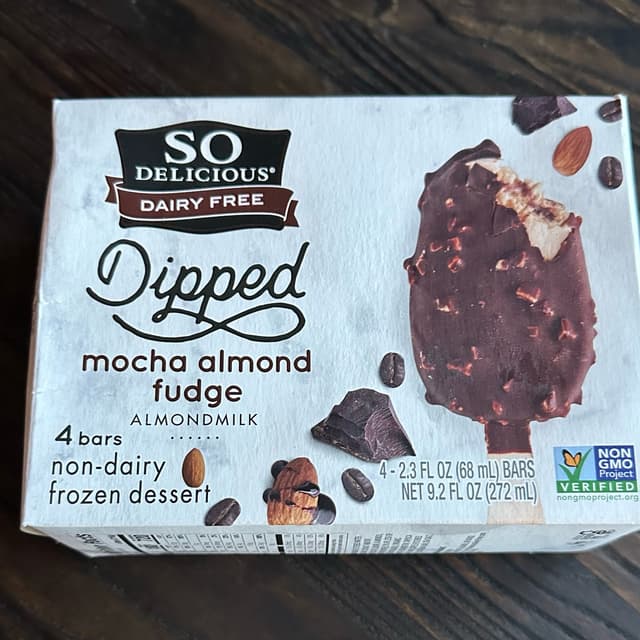 SO
DELICIOUS®
DAIRY FREE
Dipped
mocha almond
fudge
ALMONDMILK
4 bars
non-dairy
frozen dessert
4 - 2.3 FL OZ (68 mL) BARS
NET 9.2 FL OZ (272 mL)
NON
GMO
Project
VERIFIED
nongmoproject.org